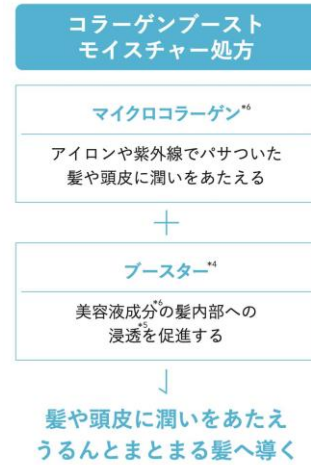 コラーゲンブースト
モイスチャー処方
マイクロコラーゲン*6
アイロンや紫外線でパサついた
髪や頭皮に潤いをあたえる
+
ブースター*4
美容液成分*6の髪内部への
浸透*5を促進する
髪や頭皮に潤いをあたえ
うるんとまとまる髪へ導く